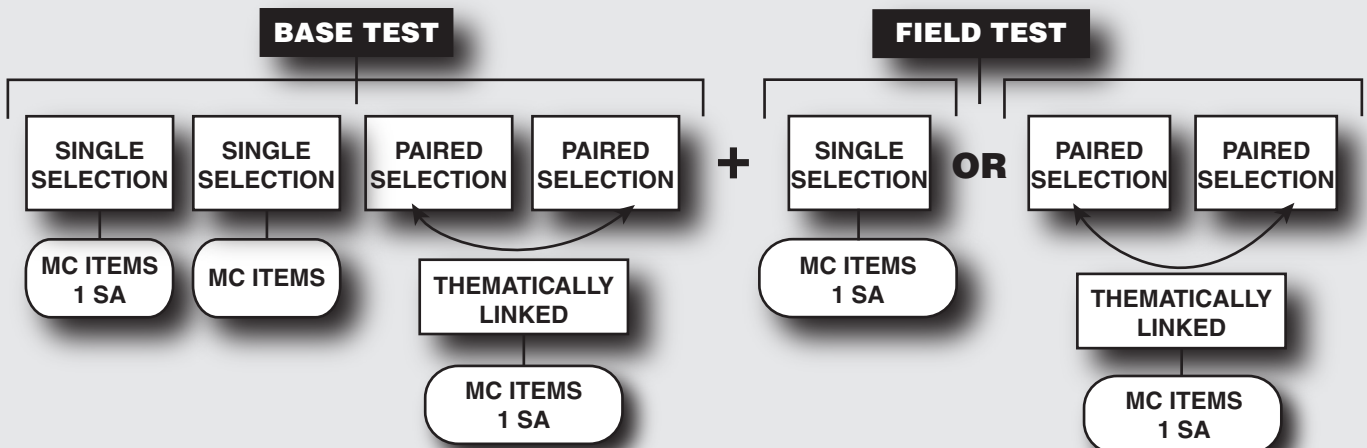 BASE TEST
FIELD TEST
SINGLE
SELECTION
SINGLE
SELECTION
PAIRED
SELECTION
PAIRED
SELECTION
+
SINGLE
SELECTION
OR
PAIRED
SELECTION
PAIRED
SELECTION
MC ITEMS
1 SA
MC ITEMS
THEMATICALLY
LINKED
MC ITEMS
1 SA
MC ITEMS
1 SA
THEMATICALLY
LINKED
MC ITEMS
1 SA